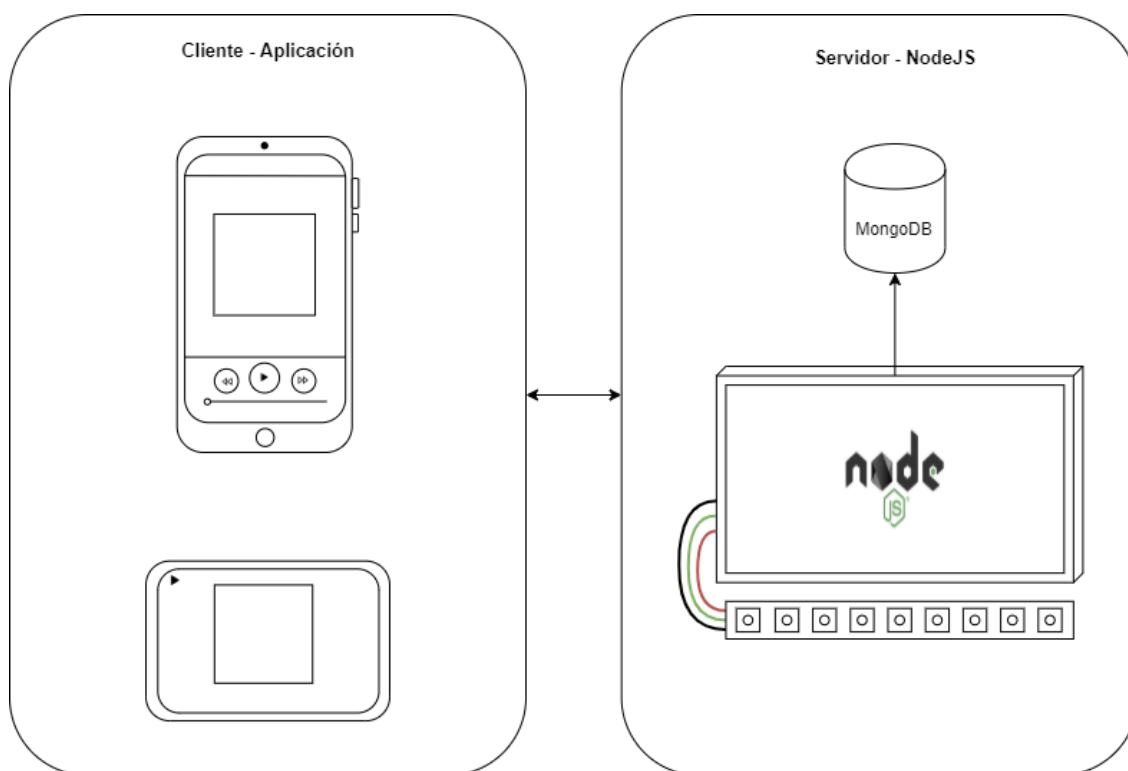 Cliente - Aplicación
Servidor - NodeJS
MongoDB
node
JS